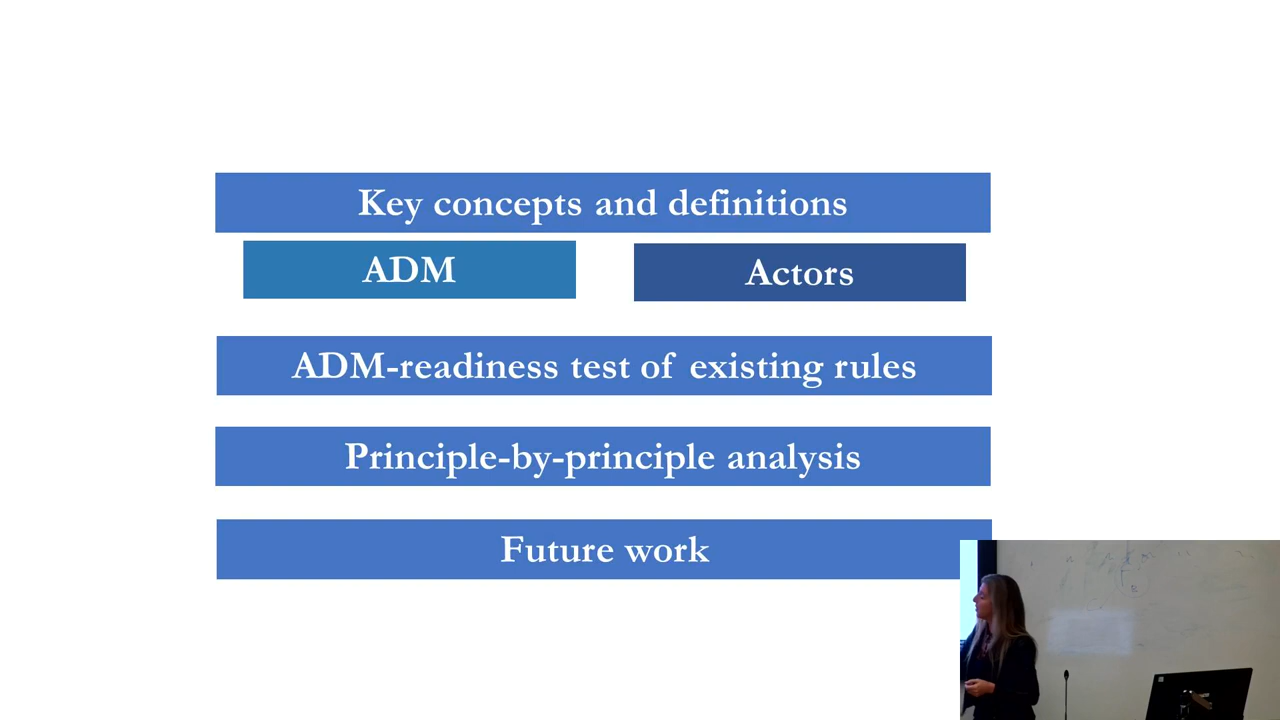 Key concepts and definitions
ADM
Actors
ADM-readiness test of existing rules
Principle-by-principle analysis
Future work